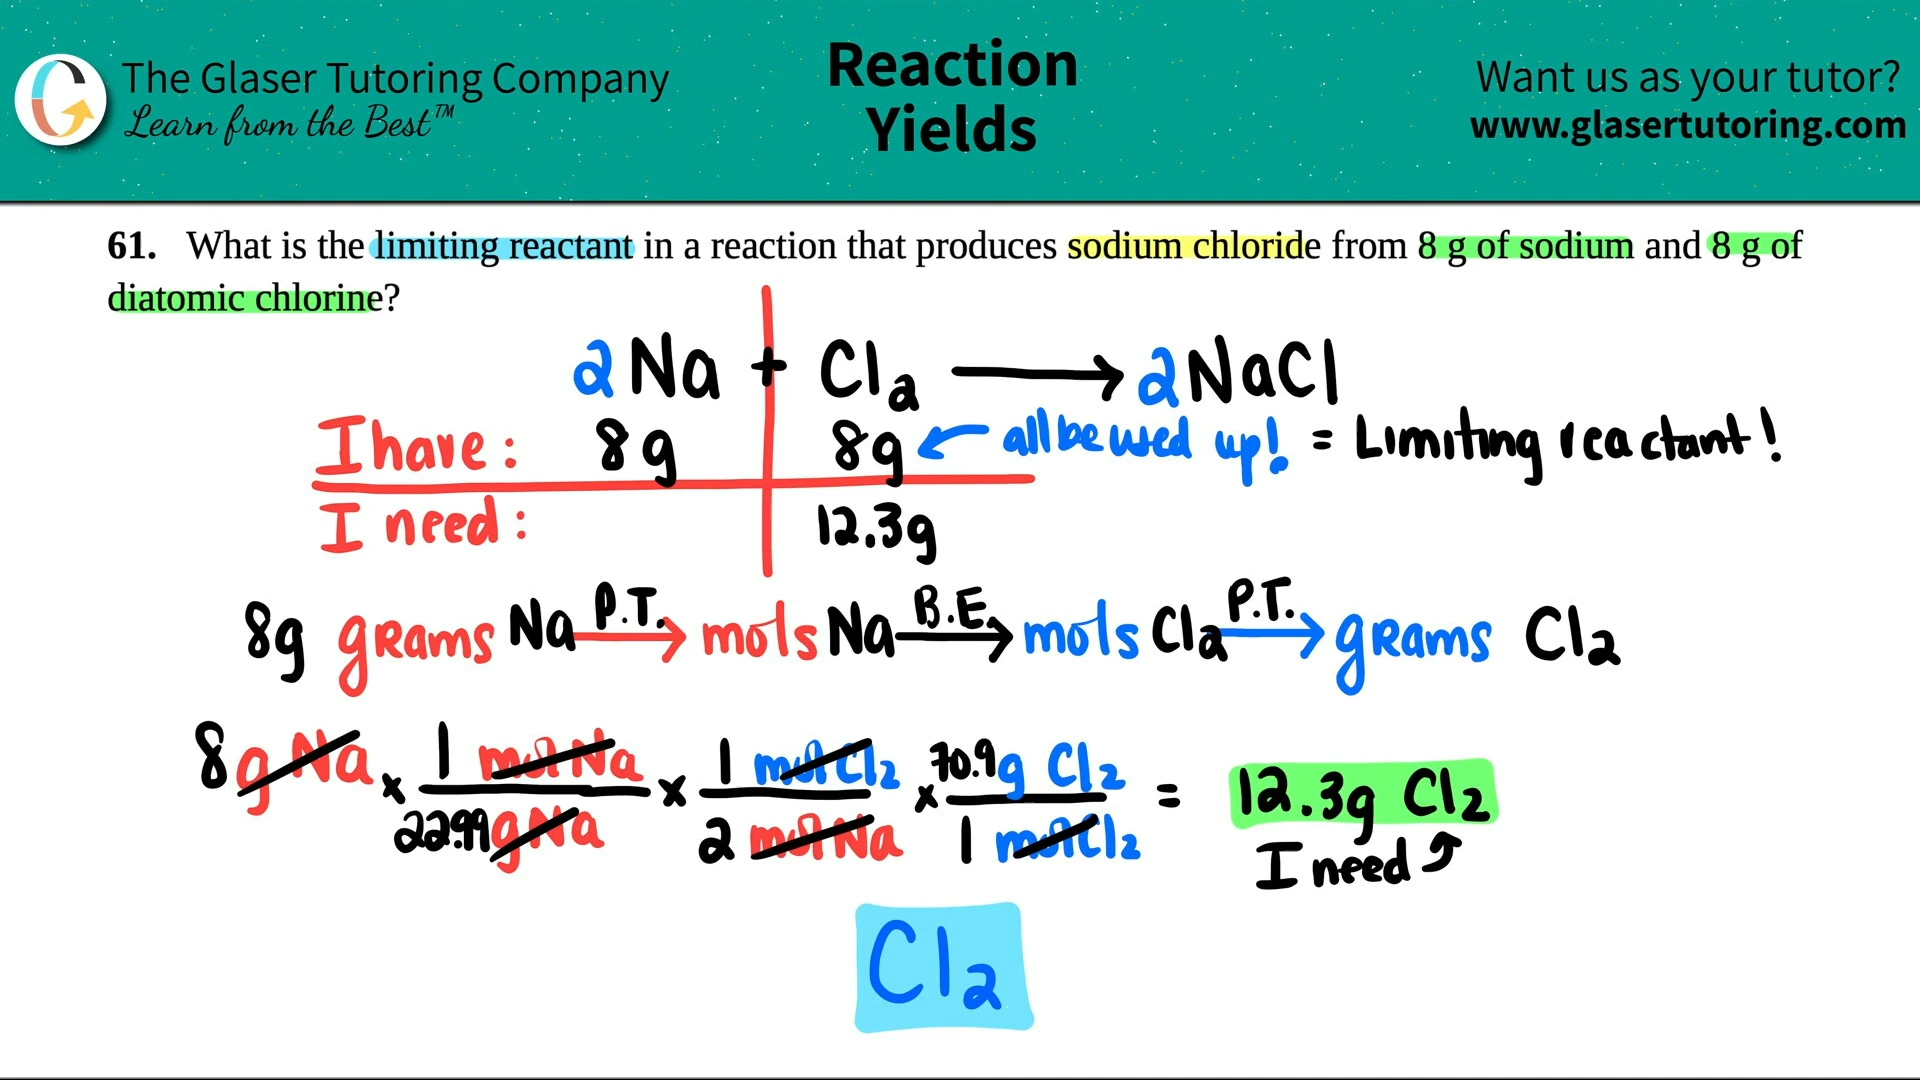 The Glaser Tutoring Company
Learn from the Best™
Reaction
Yields
Want us as your tutor?
www.glasertutoring.com
61. What is the limiting reactant in a reaction that produces sodium chloride from 8 g of sodium and 8 g of
diatomic chlorine?
2Na + Cl₂ → 2NaCl
I have: 8g 8g ← all be used up! = Limiting reactant!
I need: 12.3g
8g grams Na P.T.→ mols Na B.E.→ mols Cl₂ P.T.→ grams Cl₂
8 g Na × 1 mol Na / 22.99 g Na × 1 mol Cl₂ / 2 mol Na × 70.9 g Cl₂ / 1 mol Cl₂ = 12.3g Cl₂
I need
Cl₂